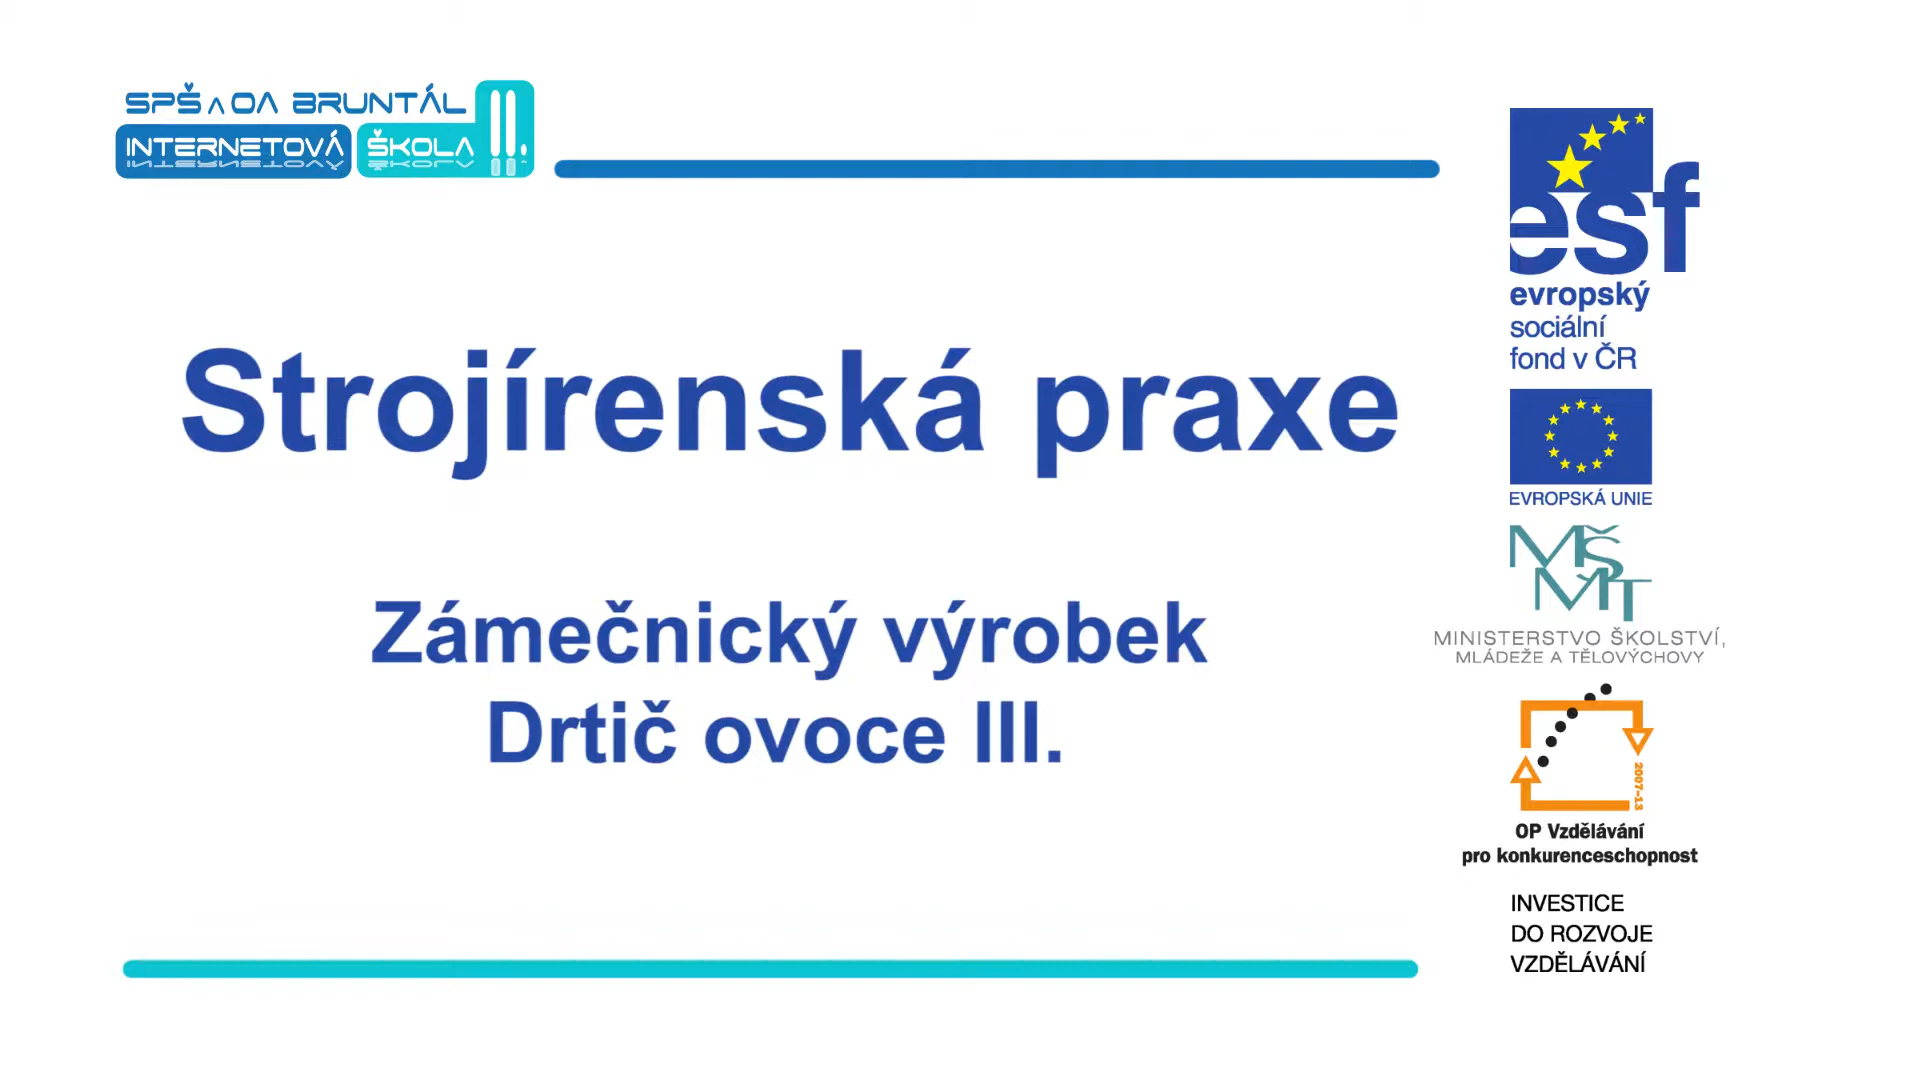 SPŠ A OA BRUNTÁL
INTERNETOVÁ ŠKOLA II.
Strojírenská praxe
Zámečnický výrobek
Drtič ovoce III.
esf
evropský
sociální
fond v ČR
EVROPSKÁ UNIE
MŠMT
MINISTERSTVO ŠKOLSTVÍ,
MLÁDEŽE A TĚLOVÝCHOVY
2007-13
OP Vzdělávání
pro konkurenceschopnost
INVESTICE
DO ROZVOJE
VZDĚLÁVÁNÍ